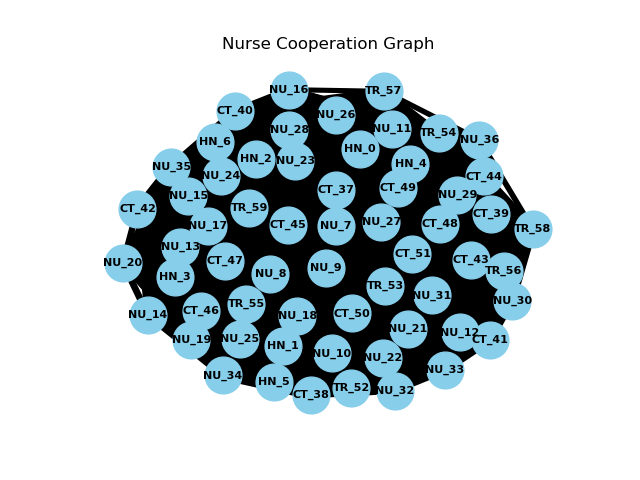 Nurse Cooperation Graph
NU_16
TR_57
CT_40
NU_26
NU_28
NU_11
TR_54
NU_36
HN_6
HN_0
HN_2
NU_23
HN_4
NU_35
NU_24
CT_44
CT_37
CT_49
NU_15
NU_29
CT_42
TR_59
CT_39
NU_17
CT_45
NU_7
NU_27
CT_48
TR_58
NU_13
CT_51
NU_20
CT_47
CT_43
NU_9
HN_3
NU_8
TR_56
TR_53
NU_31
NU_30
TR_55
CT_46
NU_14
NU_18
CT_50
NU_21
NU_12
NU_19
NU_25
CT_41
HN_1
NU_10
NU_22
NU_33
NU_34
HN_5
TR_52
NU_32
CT_38